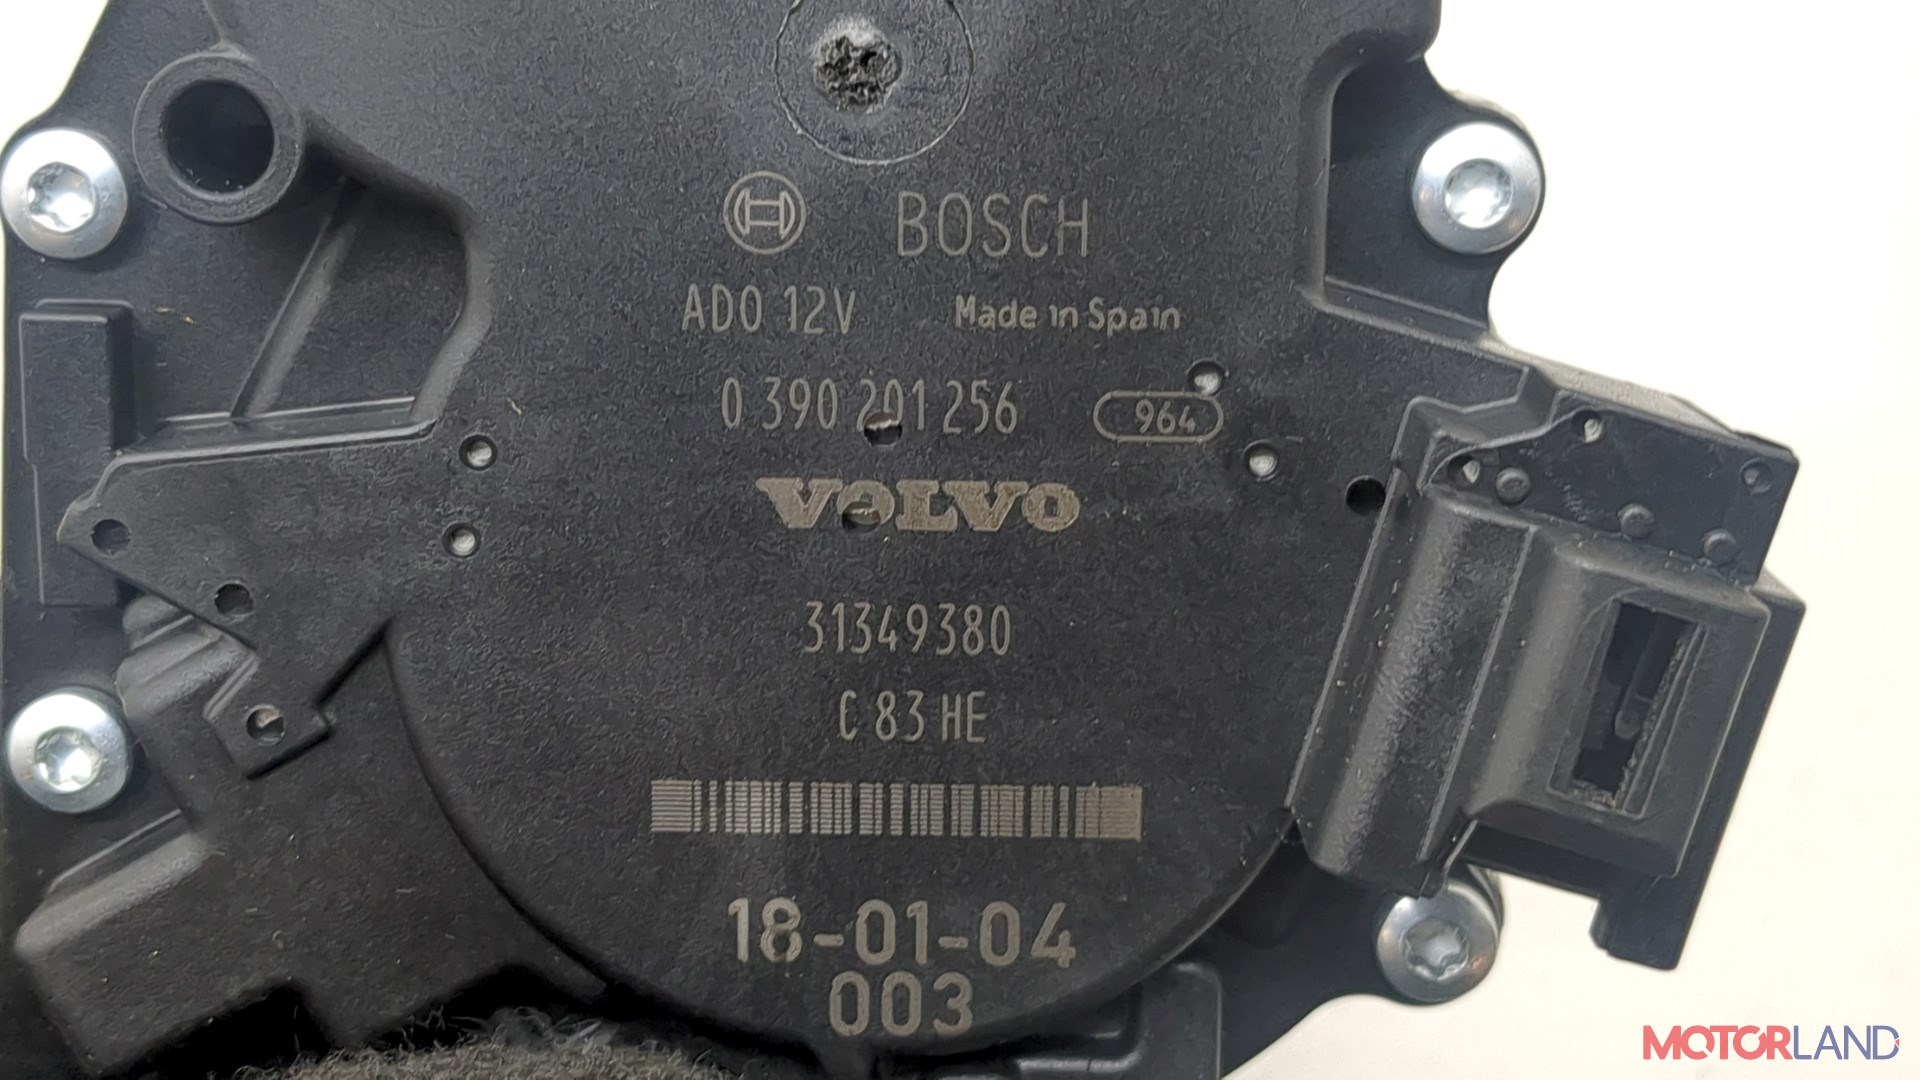 BOSCH
AD0 12V Made in Spain
0 390 201 256 964
VOLVO
31349380
C 83 HE
18-01-04
003
MOTORLAND